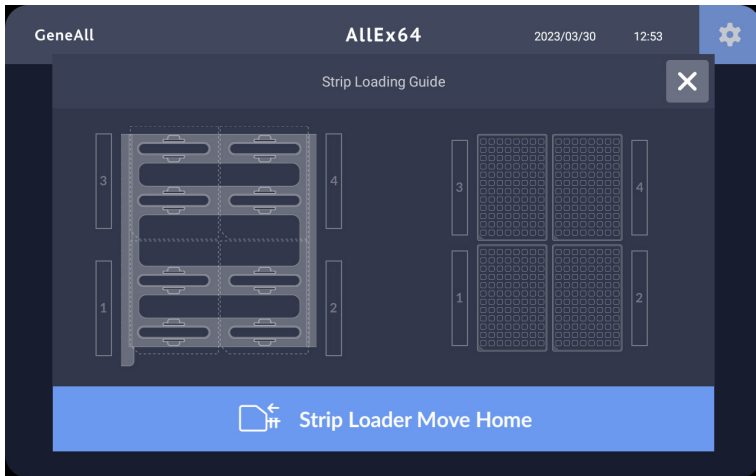 GeneAll AllEx64 2023/03/30 12:53
Strip Loading Guide
3 4 3 4
1 2 1 2
Strip Loader Move Home